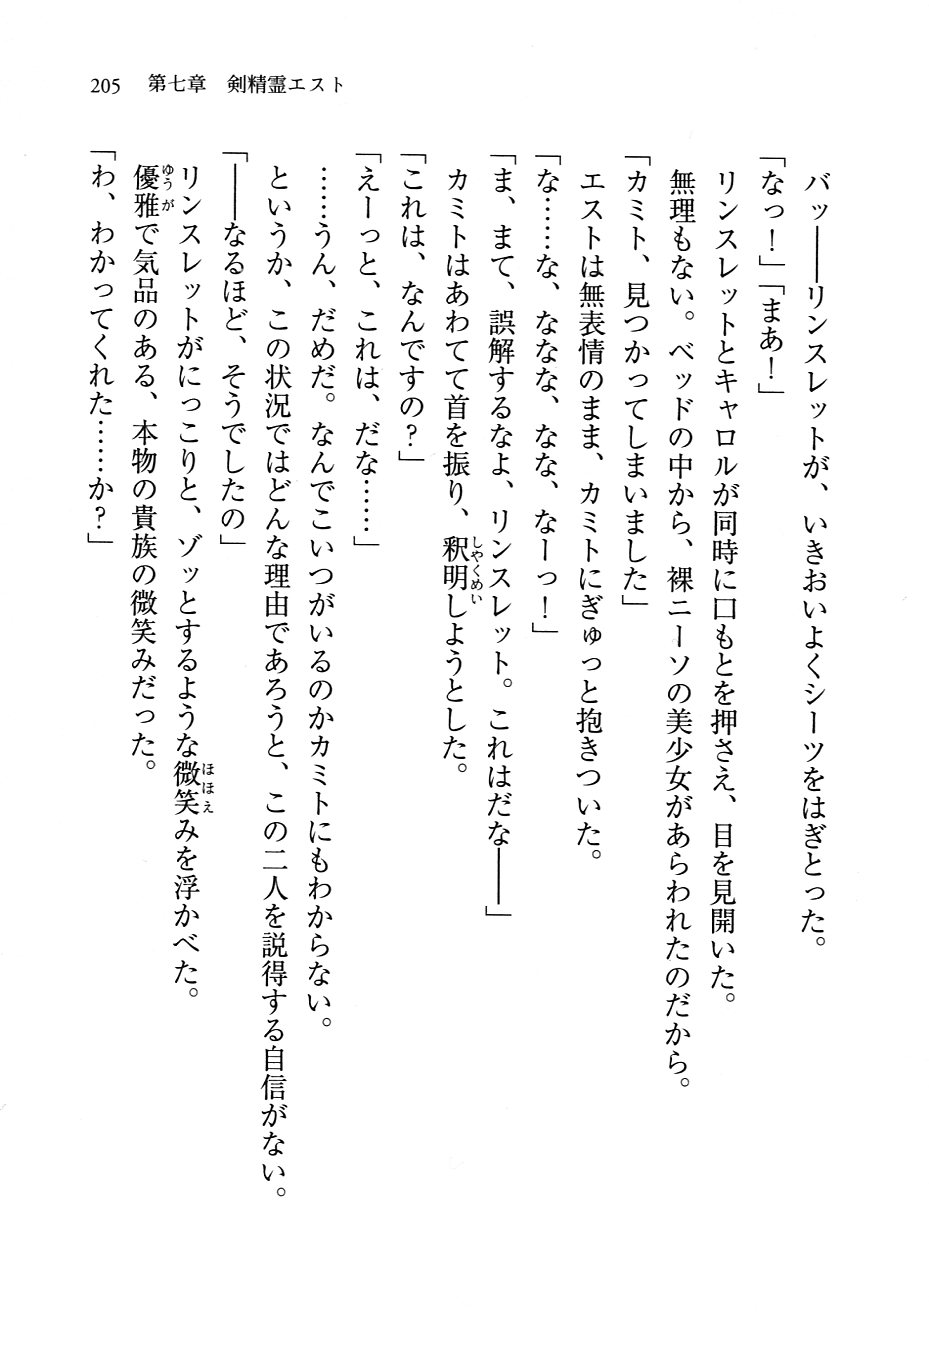 205　第七章　剣精霊エスト
バッ――リンスレットが、いきおいよくシーツをはぎとった。
「なっ！」「まあ！」
リンスレットとキャロルが同時に口もとを押さえ、目を見開いた。
無理もない。ベッドの中から、裸ニーソの美少女があらわれたのだから。
「カミト、見つかってしまいました」
エストは無表情のまま、カミトにぎゅっと抱きついた。
「な……な、ななな、なな、なーっ！」
「ま、まて、誤解するなよ、リンスレット。これはだな――」
カミトはあわてて首を振り、釈明しようとした。
「これは、なんですの？」
「えーっと、これは、だな……」
……うん、だめだ。なんでこいつがいるのかカミトにもわからない。
というか、この状況ではどんな理由であろうと、この二人を説得する自信がない。
「――なるほど、そうでしたの」
リンスレットがにっこりと、ゾッとするような微笑みを浮かべた。
優雅で気品のある、本物の貴族の微笑みだった。
「わ、わかってくれた……か？」